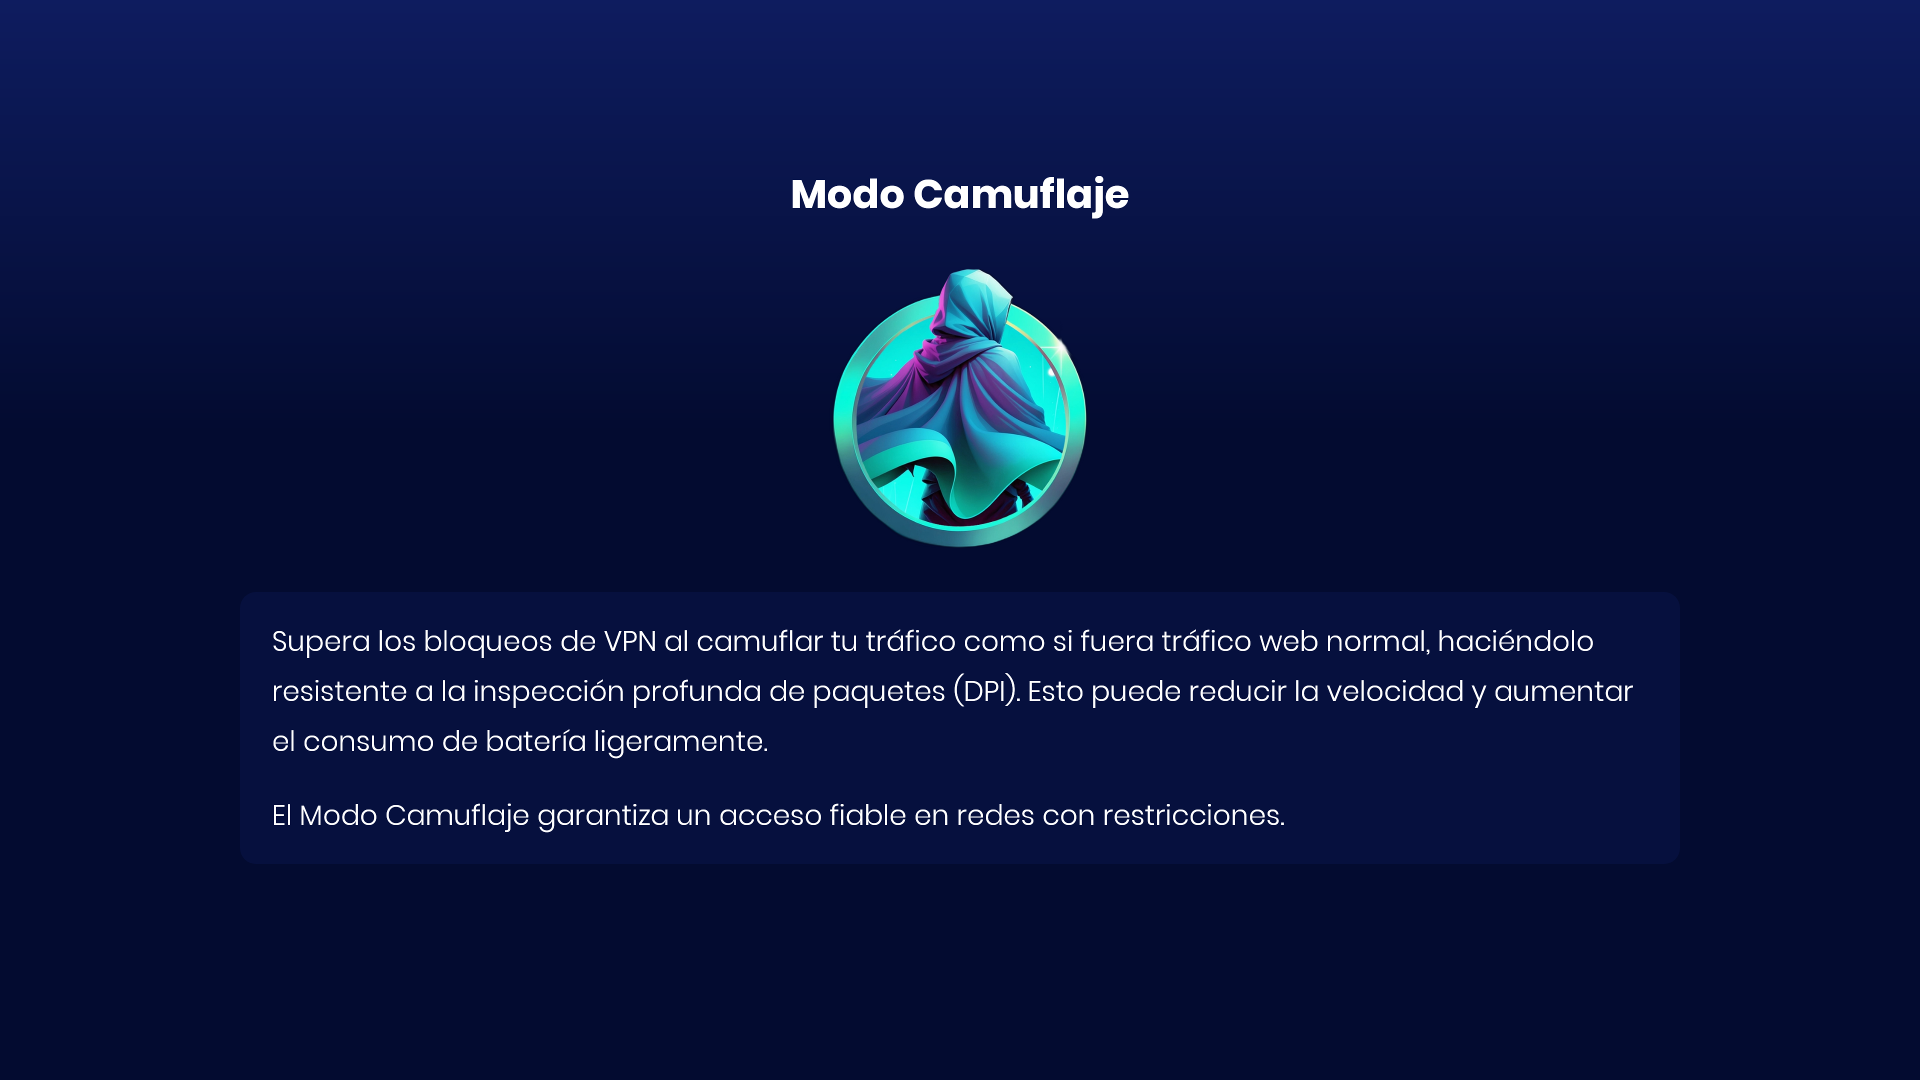 Modo Camuflaje
Supera los bloqueos de VPN al camuflar tu tráfico como si fuera tráfico web normal, haciéndolo
resistente a la inspección profunda de paquetes (DPI). Esto puede reducir la velocidad y aumentar
el consumo de batería ligeramente.
El Modo Camuflaje garantiza un acceso fiable en redes con restricciones.